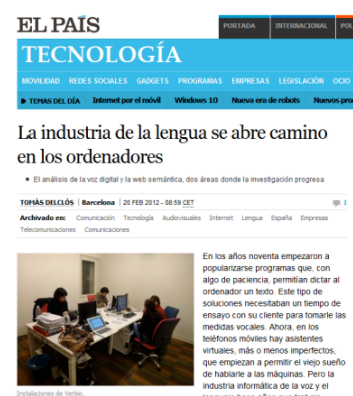 EL PAÍS
PORTADA INTERNACIONAL POL
TECNOLOGÍA
MOVILIDAD REDES SOCIALES GADGETS PROGRAMAS EMPRESAS LEGISLACIÓN OCIO
TEMAS DEL DÍA Internet por el móvil Windows 10 Nueva era de robots Nuevos pro
La industria de la lengua se abre camino
en los ordenadores
El análisis de la voz digital y la web semántica, dos áreas donde la investigación progresa
TOMÀS DELCLÓS | Barcelona | 20 FEB 2012 - 08:59 CET
1
Archivado en: Comunicación Tecnología Audiovisuales Internet Lengua España Empresas
Telecomunicaciones Comunicaciones
En los años noventa empezaron a
popularizarse programas que, con
algo de paciencia, permitían dictar al
ordenador un texto. Este tipo de
soluciones necesitaban un tiempo de
ensayo con su cliente para tomarle las
medidas vocales. Ahora, en los
teléfonos móviles hay asistentes
virtuales, más o menos imperfectos,
que empiezan a permitir el viejo sueño
de hablarle a las máquinas. Pero la
industria informática de la voz y el
Instalaciones de Verbio.